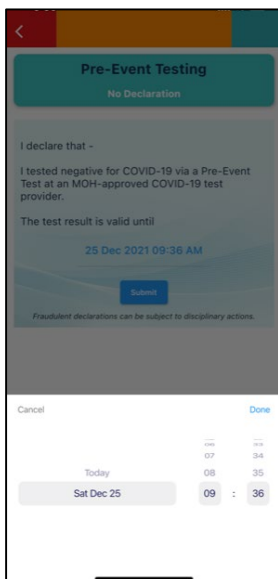 Pre-Event Testing
No Declaration
I declare that -
I tested negative for COVID-19 via a Pre-Event
Test at an MOH-approved COVID-19 test
provider.
The test result is valid until
25 Dec 2021 09:36 AM
Submit
Fraudulent declarations can be subject to disciplinary actions.
Cancel
Done
07 34
Today 08 35
Sat Dec 25 09 : 36